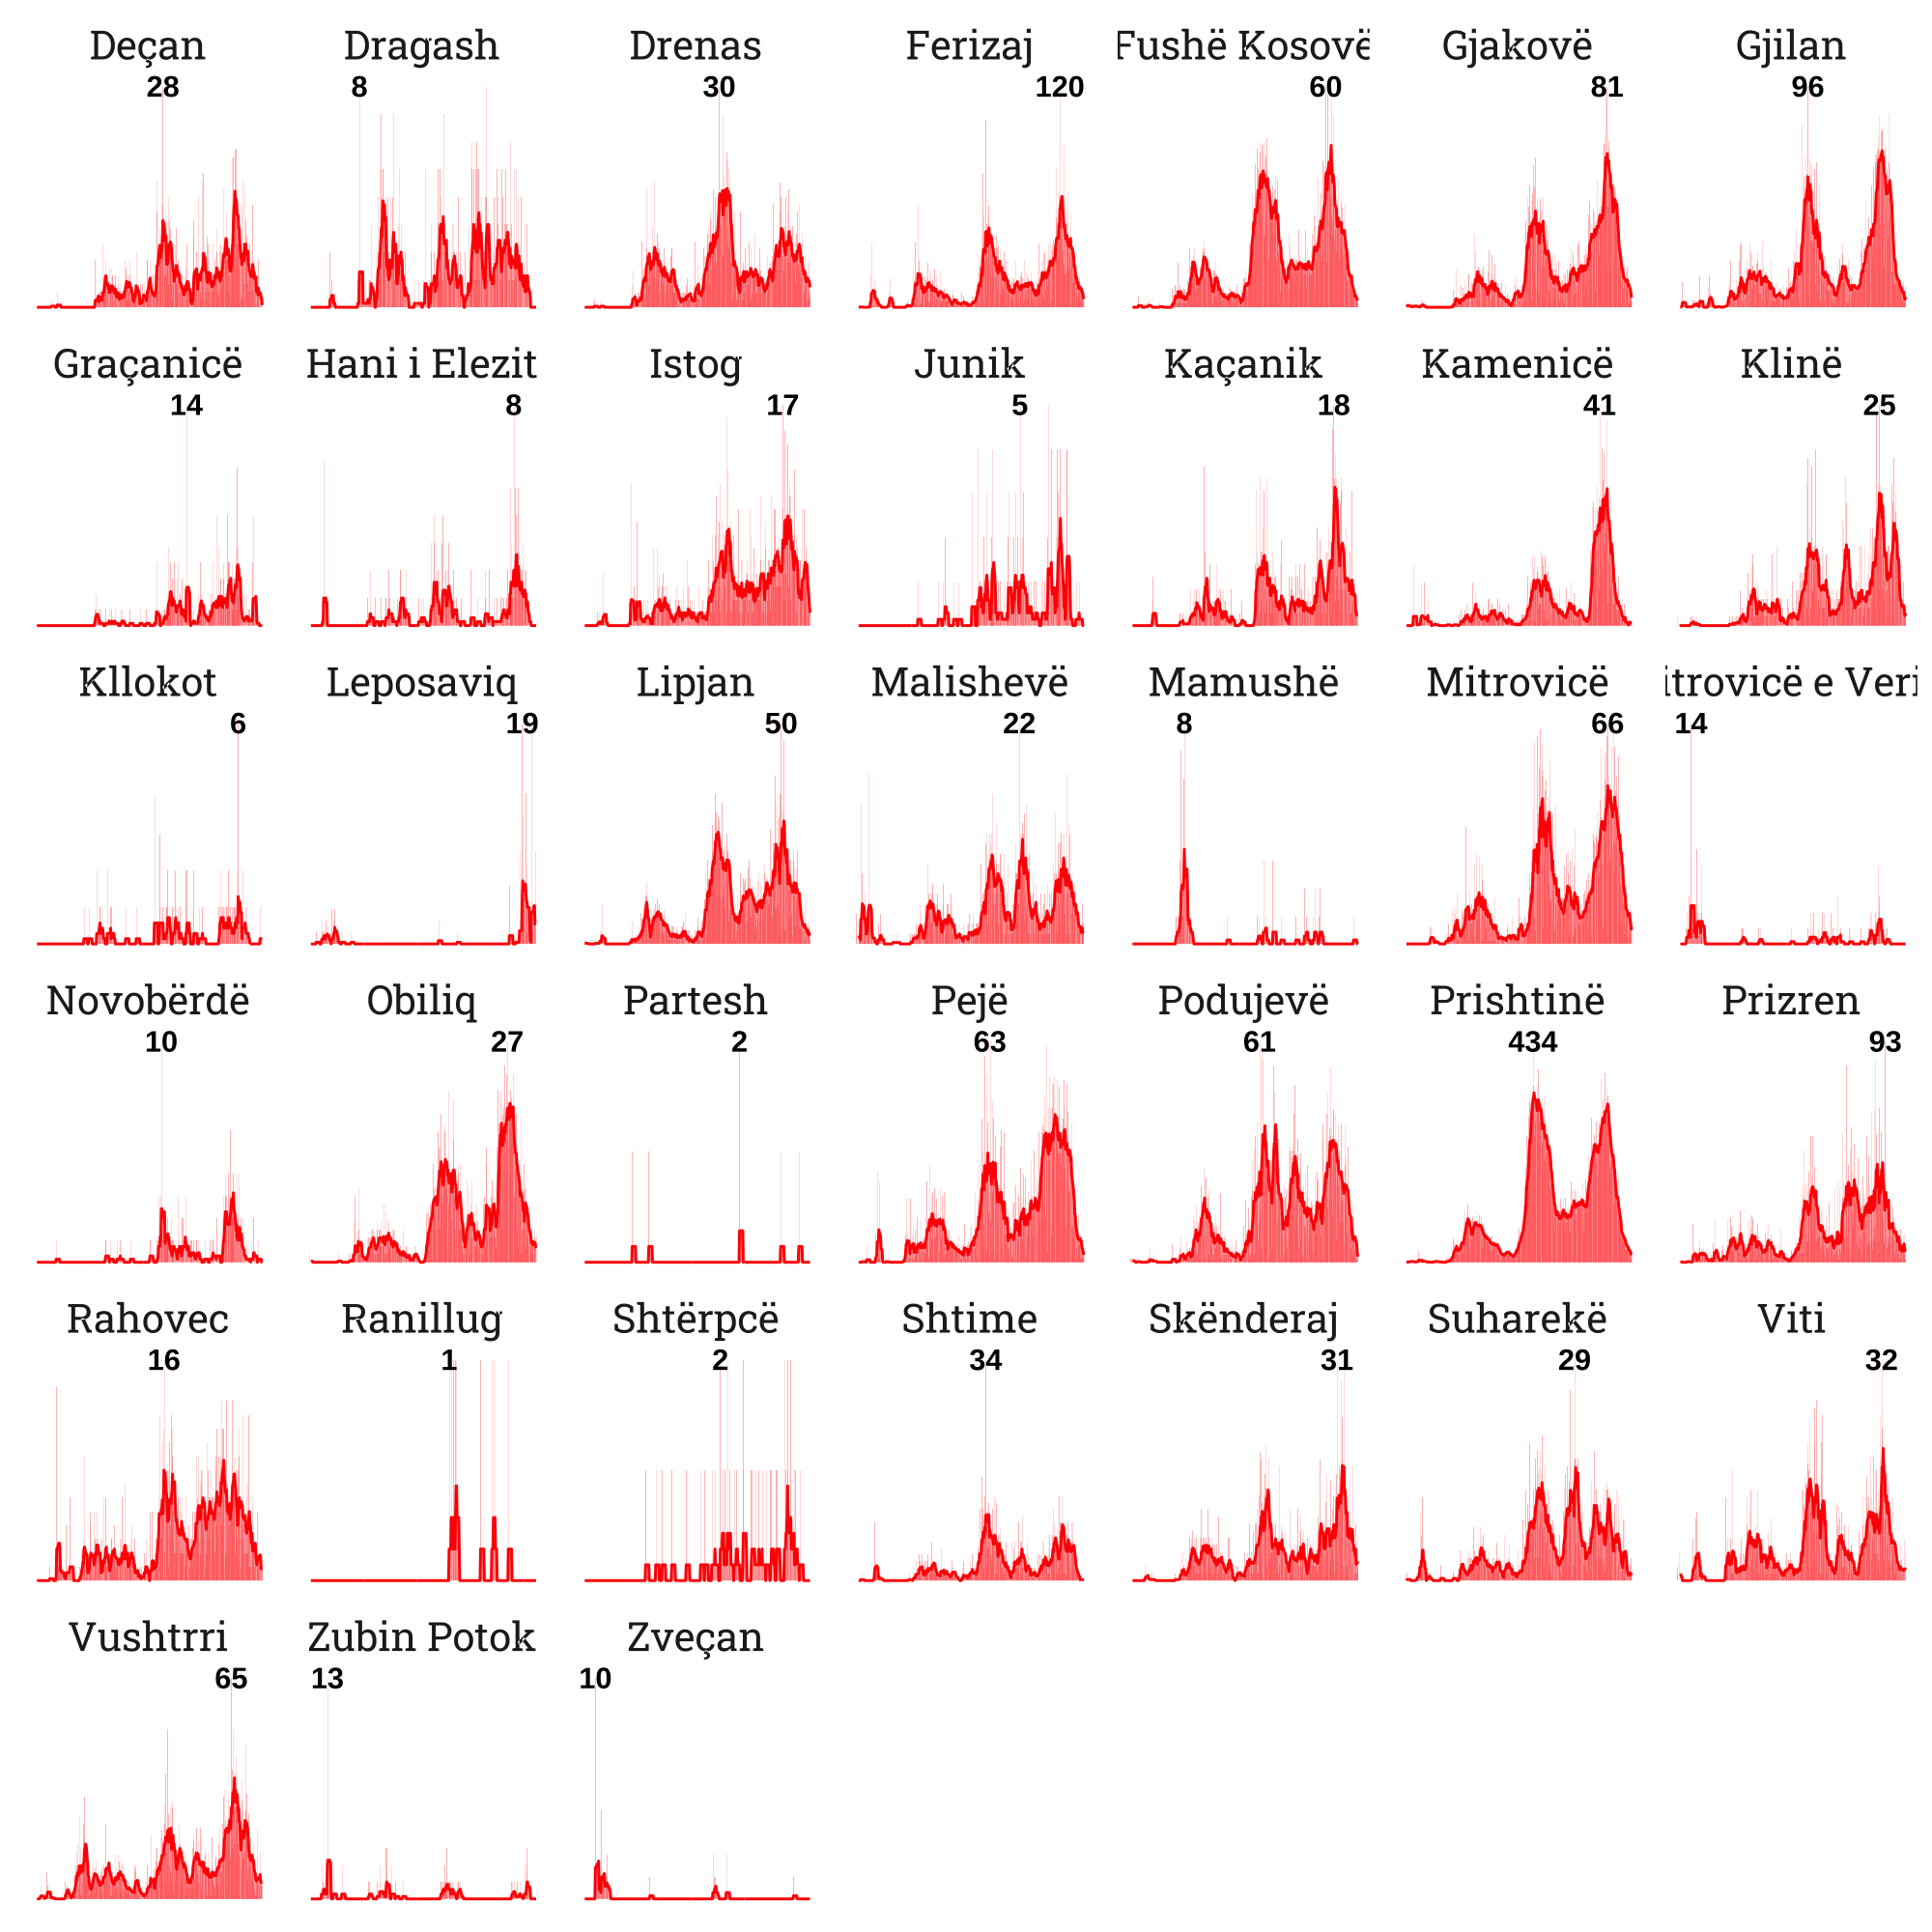 Deçan Dragash Drenas Ferizaj Fushë Kosovë Gjakovë Gjilan
28 8 30 120 60 81 96
Graçanicë Hani i Elezit Istog Junik Kaçanik Kamenicë Klinë
14 8 17 5 18 41 25
Kllokot Leposaviq Lipjan Malishevë Mamushë Mitrovicë itrovicë e Veri
6 19 50 22 8 66 14
Novobërdë Obiliq Partesh Pejë Podujevë Prishtinë Prizren
10 27 2 63 61 434 93
Rahovec Ranillug Shtërpcë Shtime Skënderaj Suharekë Viti
16 1 2 34 31 29 32
Vushtrri Zubin Potok Zveçan
65 13 10